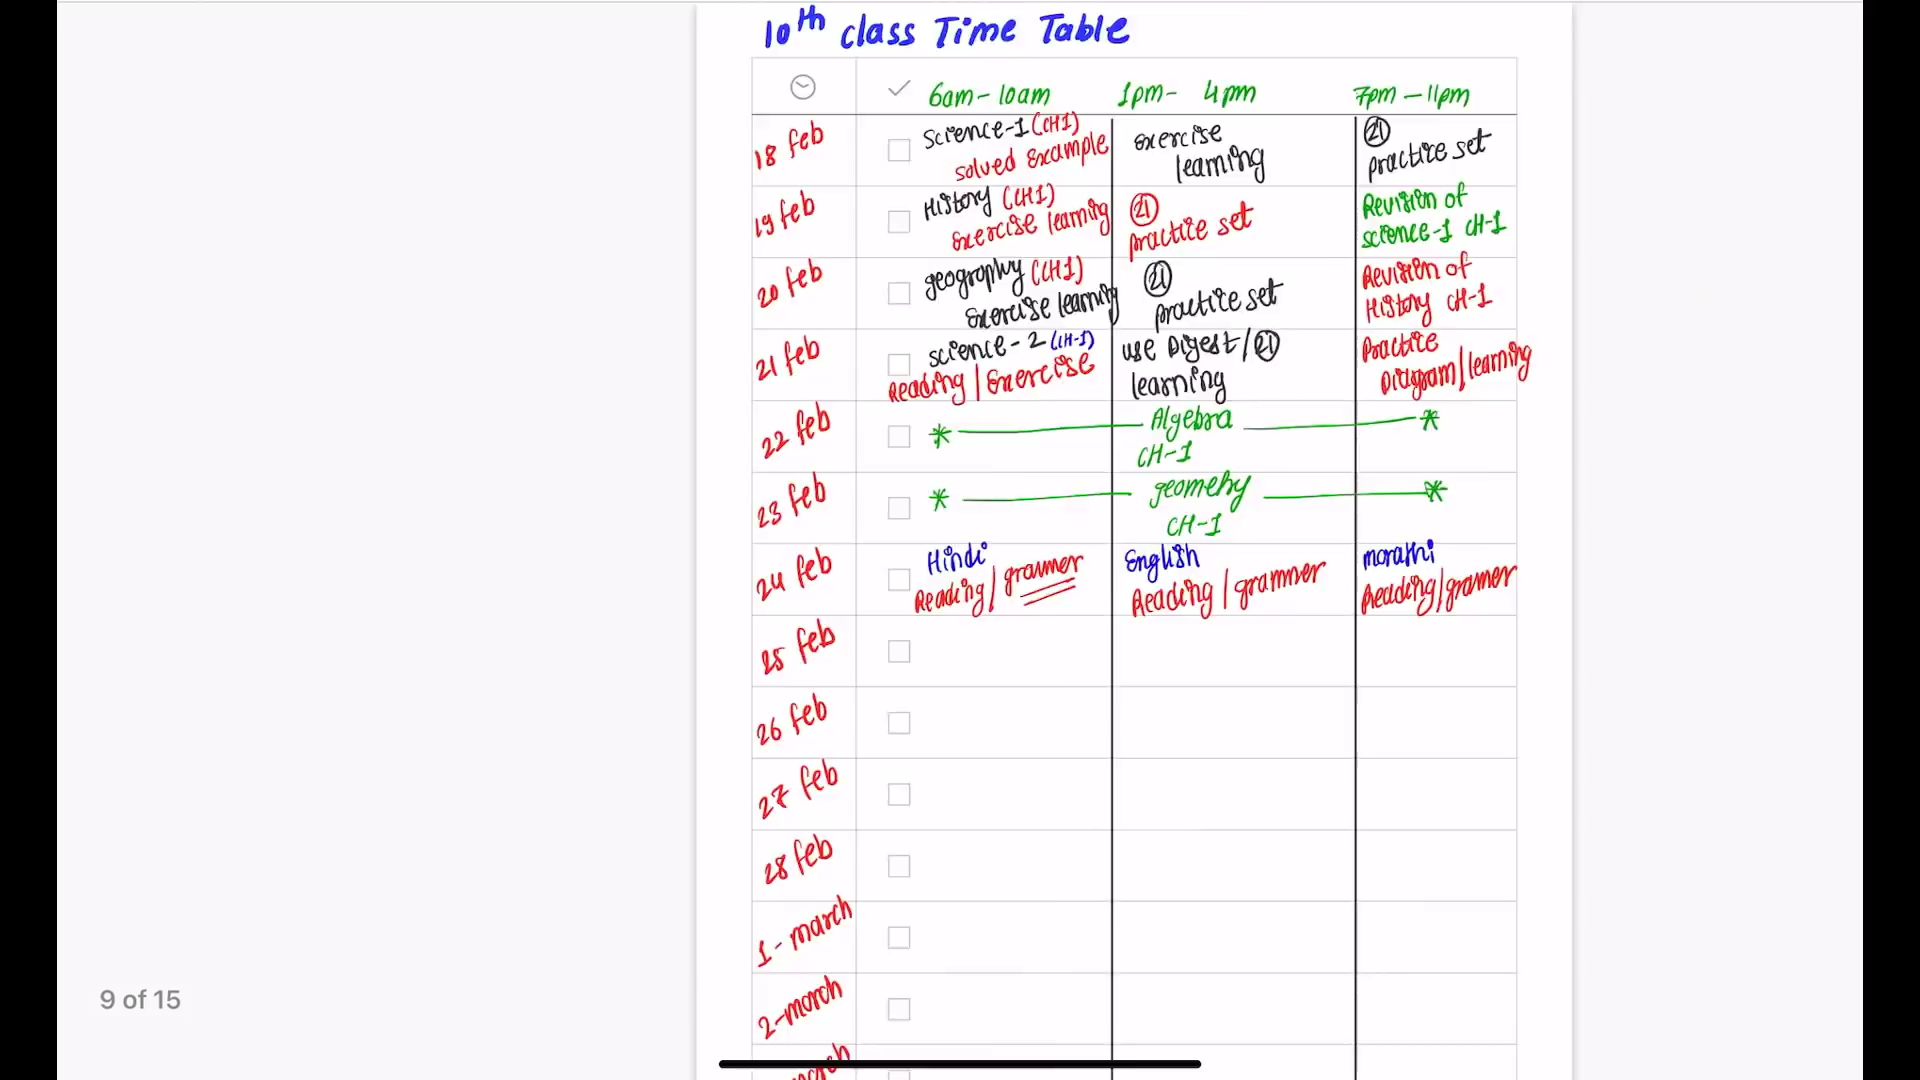 10th class Time Table
6am - 10am 1pm - 4pm 7pm - 11pm
18 feb Science-1 (CH1) exercise 21
solved Example learning practice set
19 feb History (CH1) 21 Revision of
Exercise learning practice set science-1 CH-1
20 feb geography (CH1) 21 Revision of
Exercise learning practice set History CH-1
21 feb science - 2 (CH-1) use Digest/21 Practice
Reading/Exercise learning Diagram/learning
22 feb * Algebra *
CH-1
23 feb * geometry *
CH-1
24 feb Hindi English marathi
Reading/grammer Reading/grammer Reading/gramer
25 feb
26 feb
27 feb
28 feb
1 - march
2 - march
9 of 15